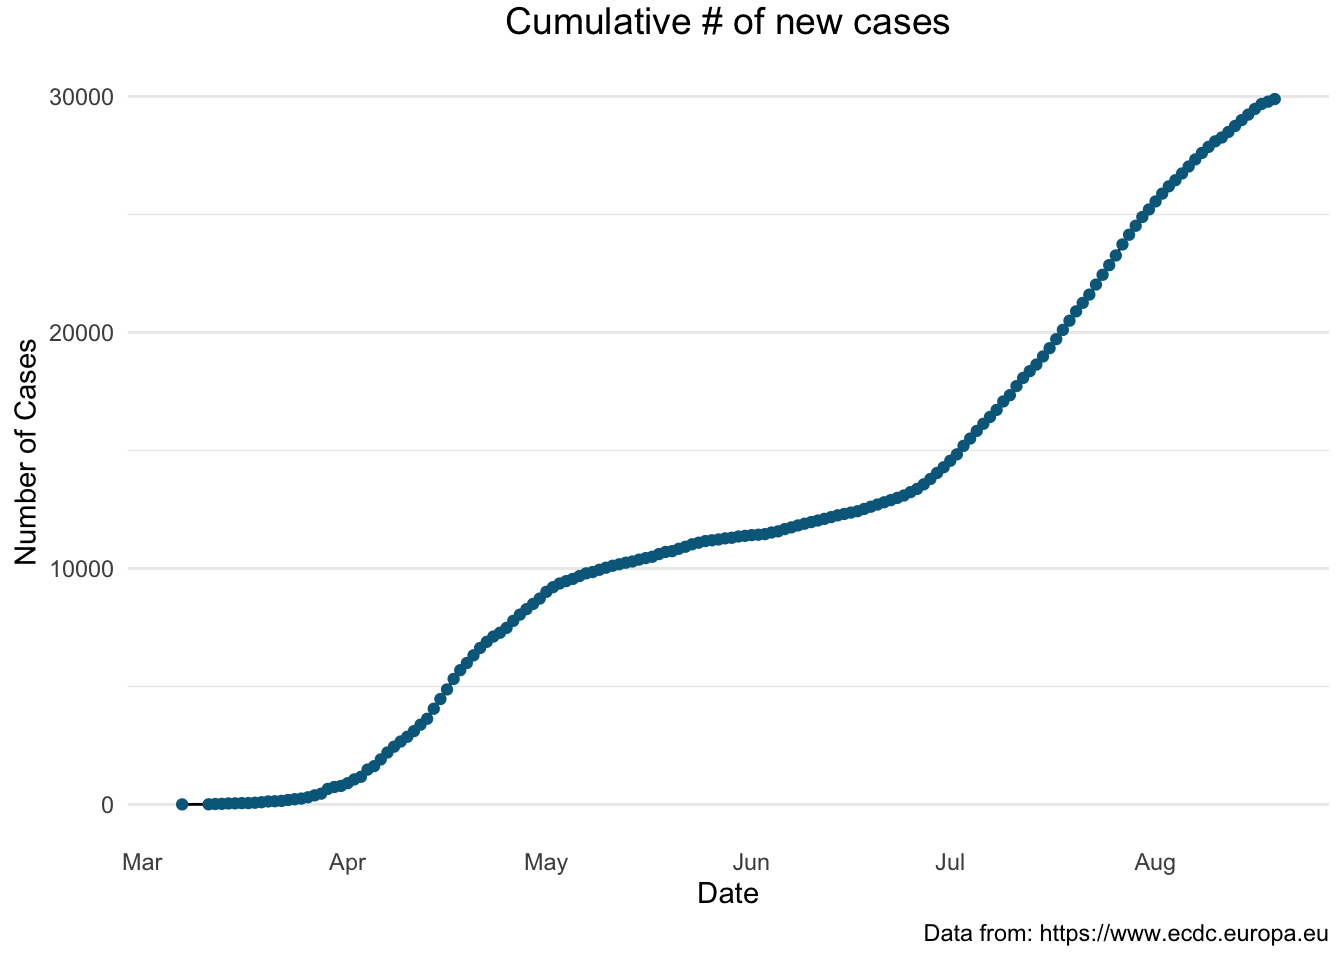 Cumulative # of new cases
30000
20000
10000
0
Number of Cases
Mar Apr May Jun Jul Aug
Date
Data from: https://www.ecdc.europa.eu